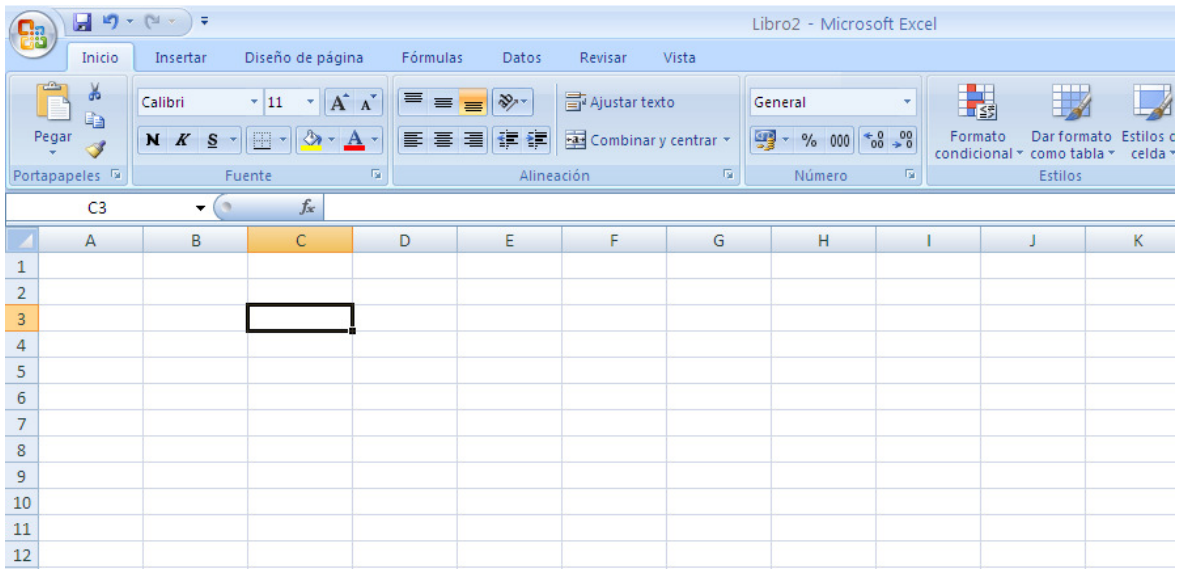 Libro2 - Microsoft Excel
Inicio Insertar Diseño de página Fórmulas Datos Revisar Vista
Pegar
Calibri 11 A A
Ajustar texto
General
N K S A
Combinar y centrar
% 000
Formato condicional
Dar formato como tabla
Estilos celda
Portapapeles Fuente Alineación Número Estilos
C3 fx
A B C D E F G H I J K
1
2
3
4
5
6
7
8
9
10
11
12